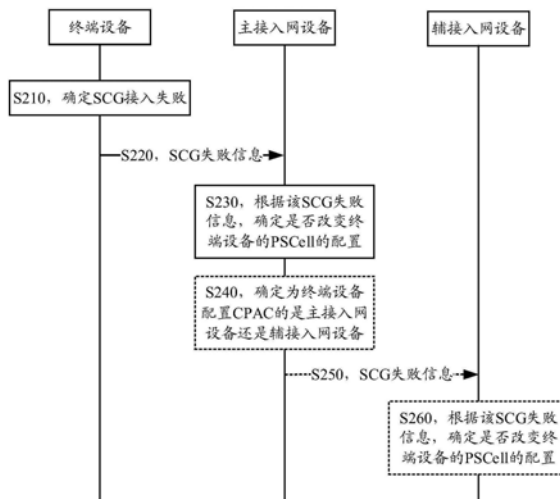 终端设备
主接入网设备
辅接入网设备
S210，确定SCG接入失败
S220，SCG失败信息
S230，根据该SCG失败
信息，确定是否改变终
端设备的PSCell的配置
S240，确定为终端设备
配置CPAC的是主接入网
设备还是辅接入网设备
S250，SCG失败信息
S260，根据该SCG失败
信息，确定是否改变终
端设备的PSCell的配置